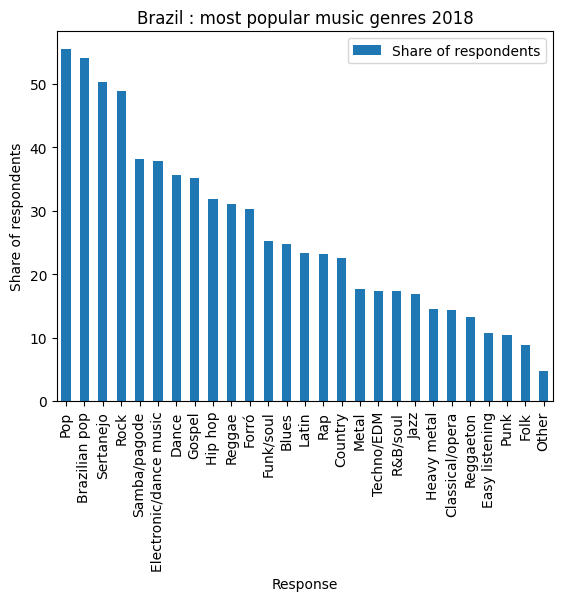 Brazil : most popular music genres 2018
Share of respondents
Share of respondents
50
40
30
20
10
0
Pop
Brazilian pop
Sertanejo
Rock
Samba/pagode
Electronic/dance music
Dance
Gospel
Hip hop
Reggae
Forró
Funk/soul
Blues
Latin
Rap
Country
Metal
Techno/EDM
R&B/soul
Jazz
Heavy metal
Classical/opera
Reggaeton
Easy listening
Punk
Folk
Other
Response